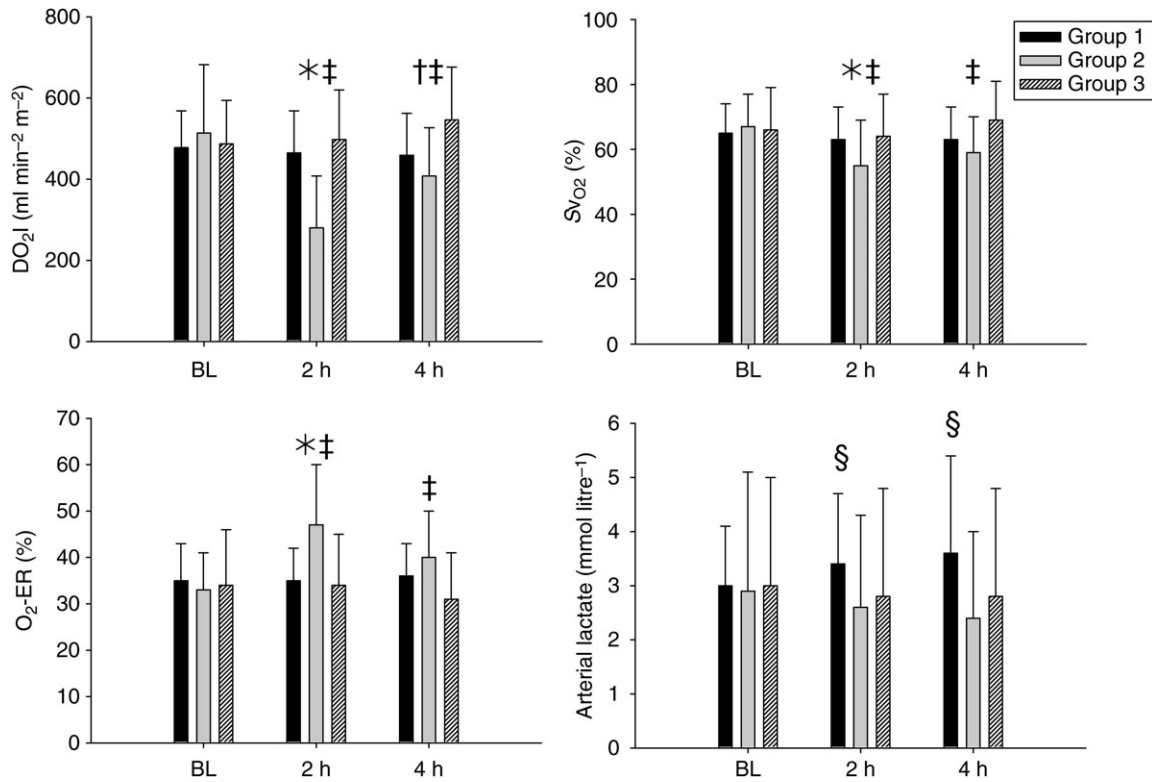 DO₂I (ml min⁻² m⁻²)
800
600
400
200
0
∗‡
†‡
BL
2 h
4 h
Sv_O2 (%)
100
80
60
40
20
0
∗‡
‡
BL
2 h
4 h
Group 1
Group 2
Group 3
O₂-ER (%)
70
60
50
40
30
20
10
0
∗‡
‡
BL
2 h
4 h
Arterial lactate (mmol litre⁻¹)
6
5
4
3
2
1
0
§
§
BL
2 h
4 h